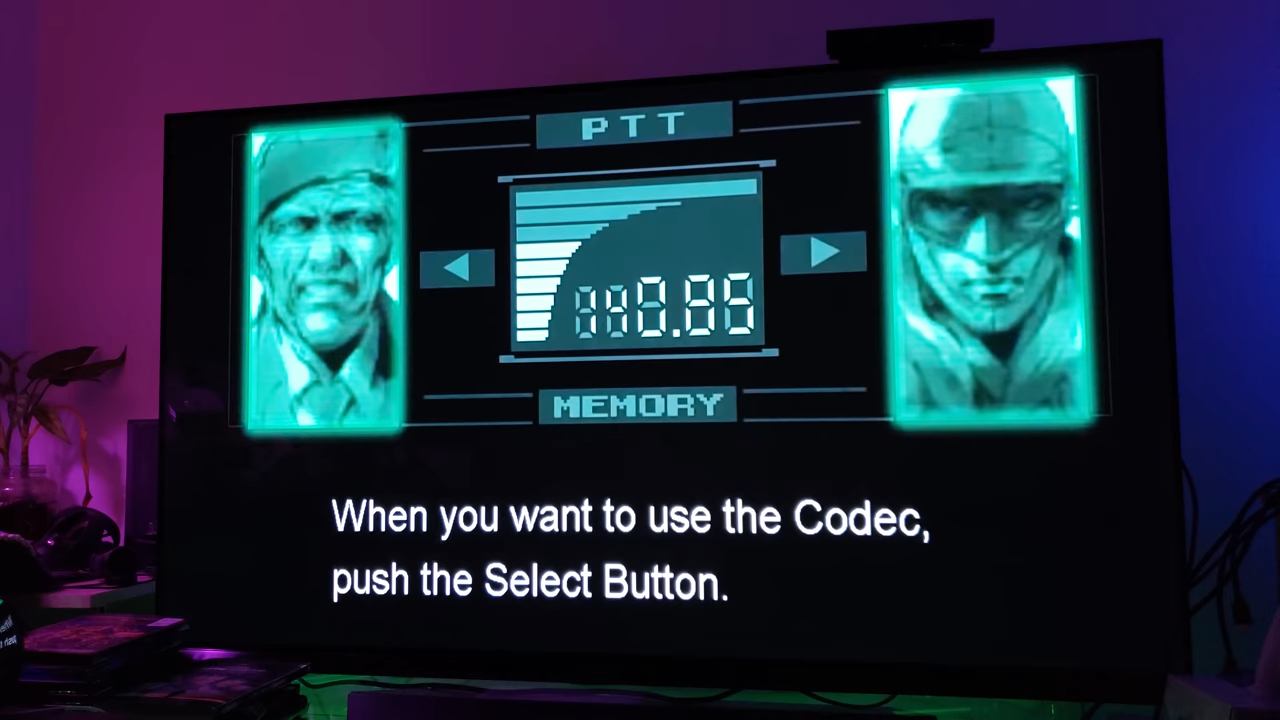 PTT
140.85
MEMORY
When you want to use the Codec,
push the Select Button.